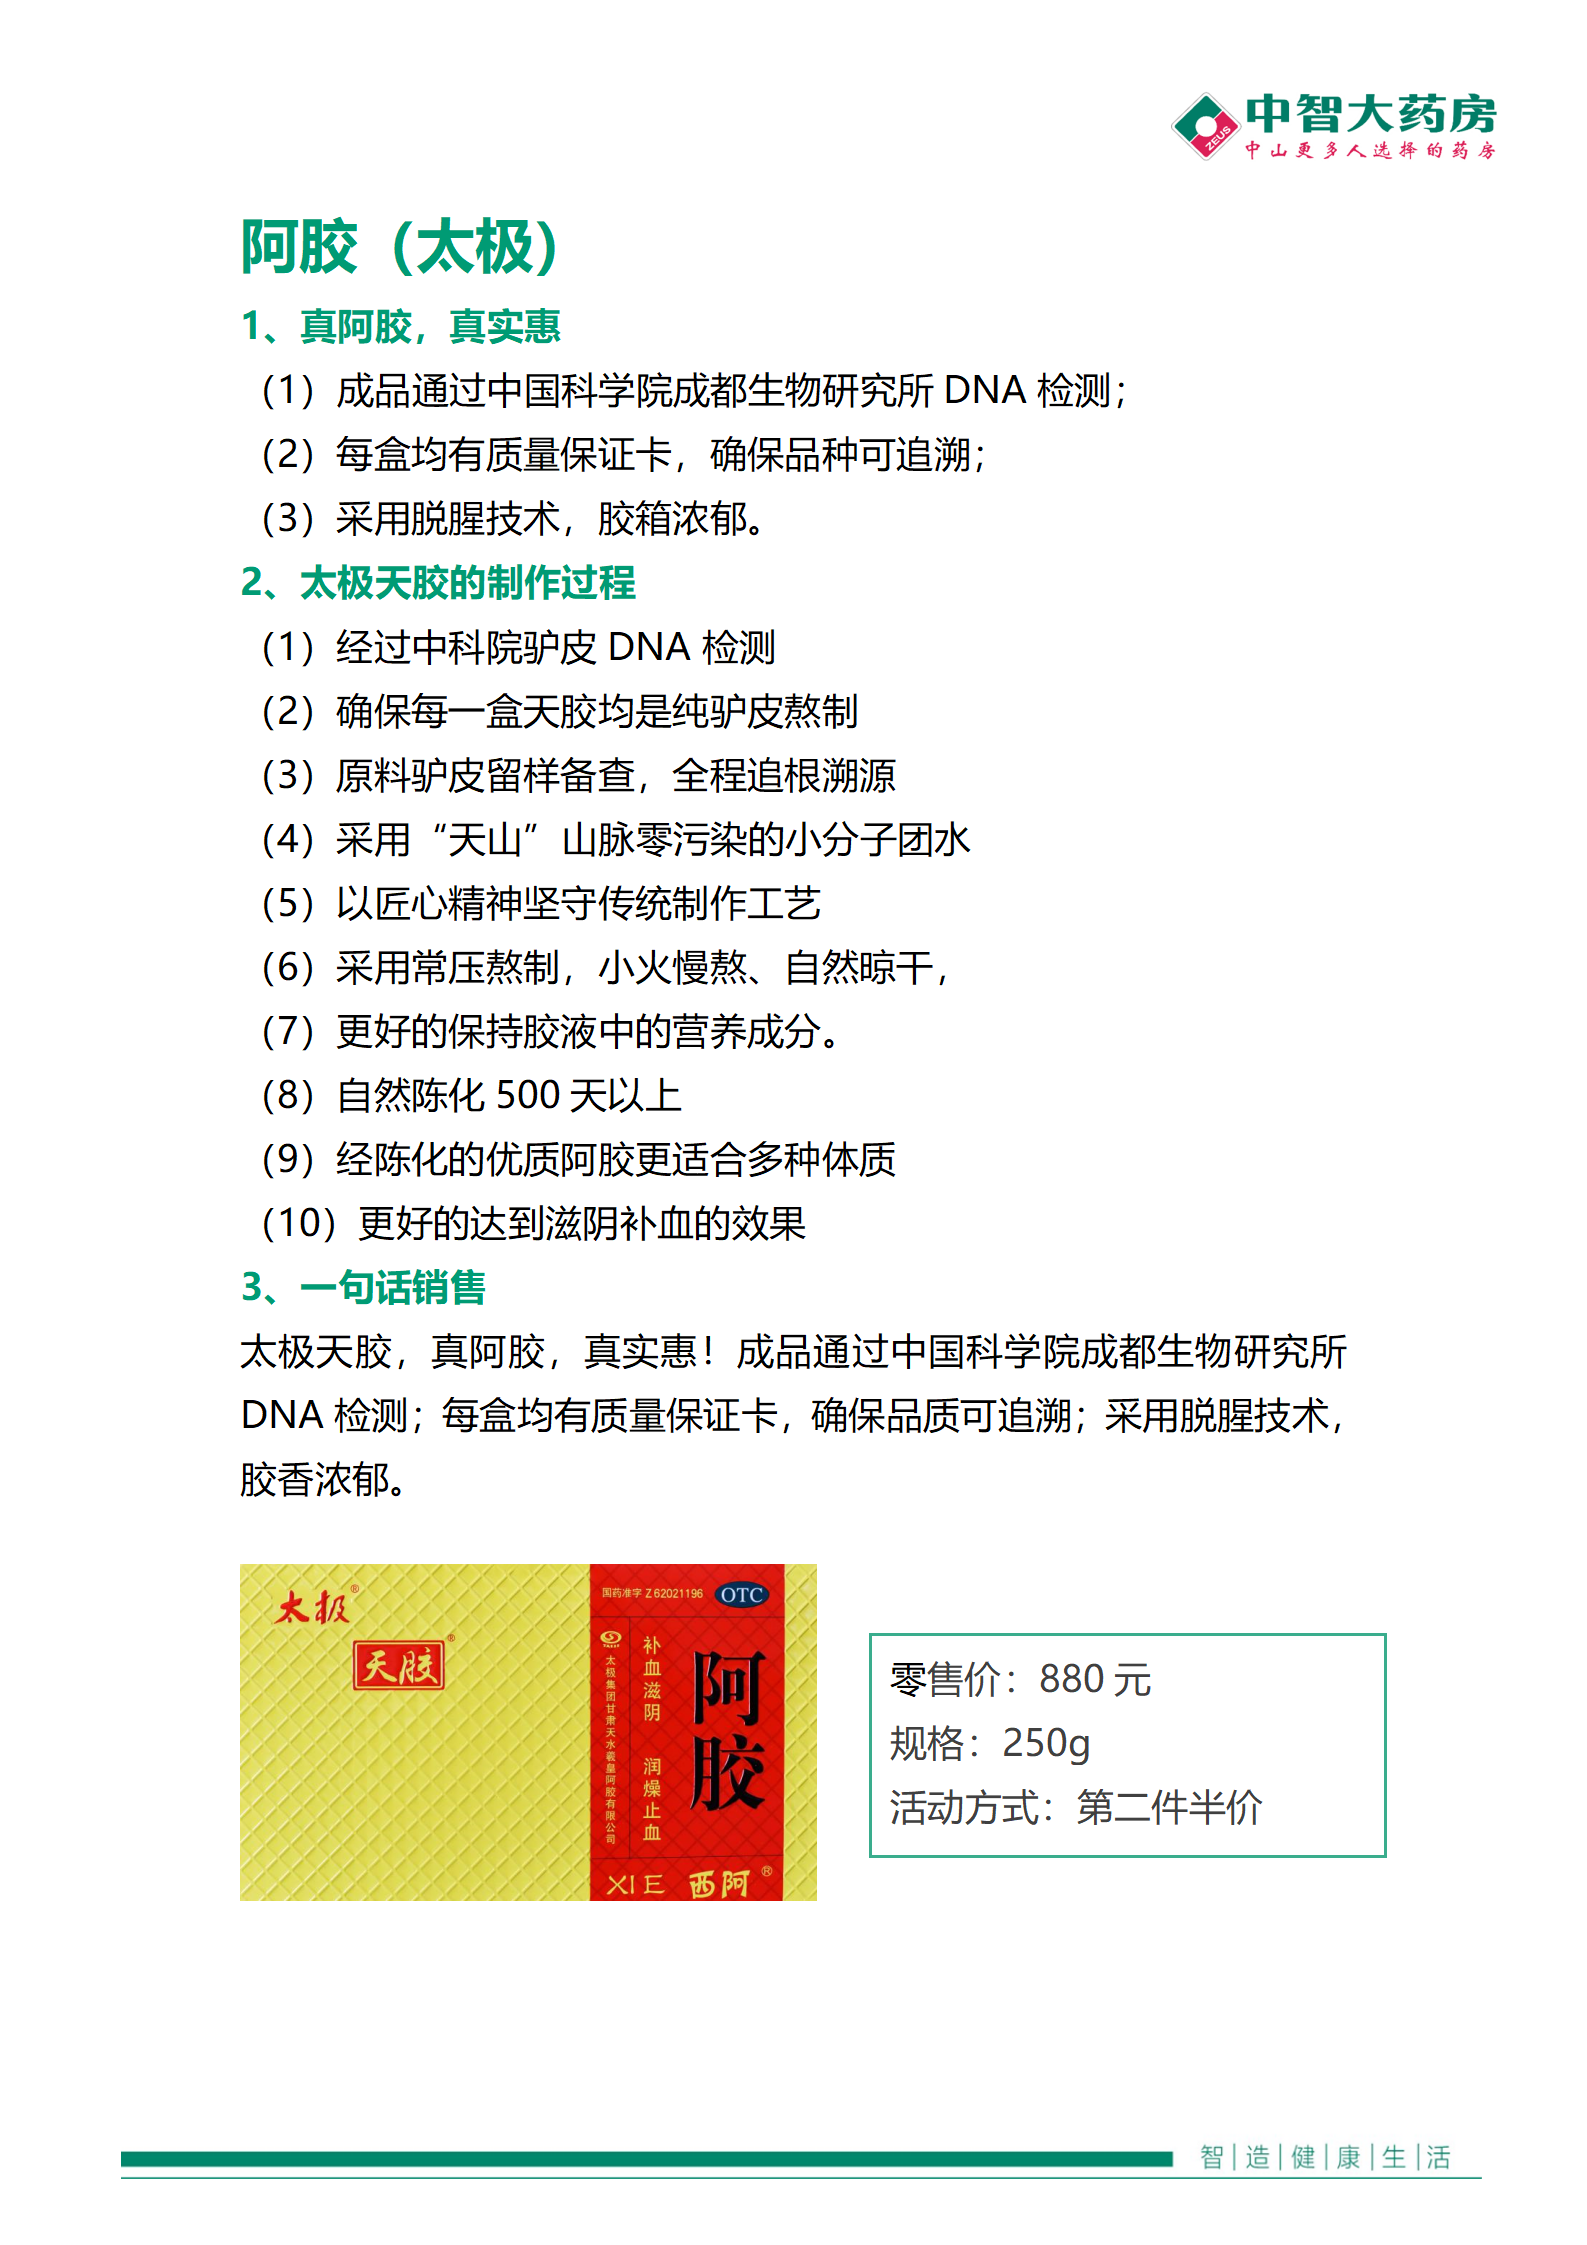 中智大药房
ZEUS
中山更多人选择的药房
阿胶（太极）
1、真阿胶，真实惠
（1）成品通过中国科学院成都生物研究所 DNA 检测；
（2）每盒均有质量保证卡，确保品种可追溯；
（3）采用脱腥技术，胶箱浓郁。
2、太极天胶的制作过程
（1）经过中科院驴皮 DNA 检测
（2）确保每一盒天胶均是纯驴皮熬制
（3）原料驴皮留样备查，全程追根溯源
（4）采用“天山”山脉零污染的小分子团水
（5）以匠心精神坚守传统制作工艺
（6）采用常压熬制，小火慢熬、自然晾干，
（7）更好的保持胶液中的营养成分。
（8）自然陈化 500 天以上
（9）经陈化的优质阿胶更适合多种体质
（10）更好的达到滋阴补血的效果
3、一句话销售
太极天胶，真阿胶，真实惠！成品通过中国科学院成都生物研究所
DNA 检测；每盒均有质量保证卡，确保品质可追溯；采用脱腥技术，
胶香浓郁。
太极®
天胶®
国药准字 Z62021196 OTC
太极集团甘肃天水羲皇阿胶有限公司
补血滋阴 润燥止血
阿胶
XI E 西阿®
零售价：880 元
规格：250g
活动方式：第二件半价
智|造|健|康|生|活